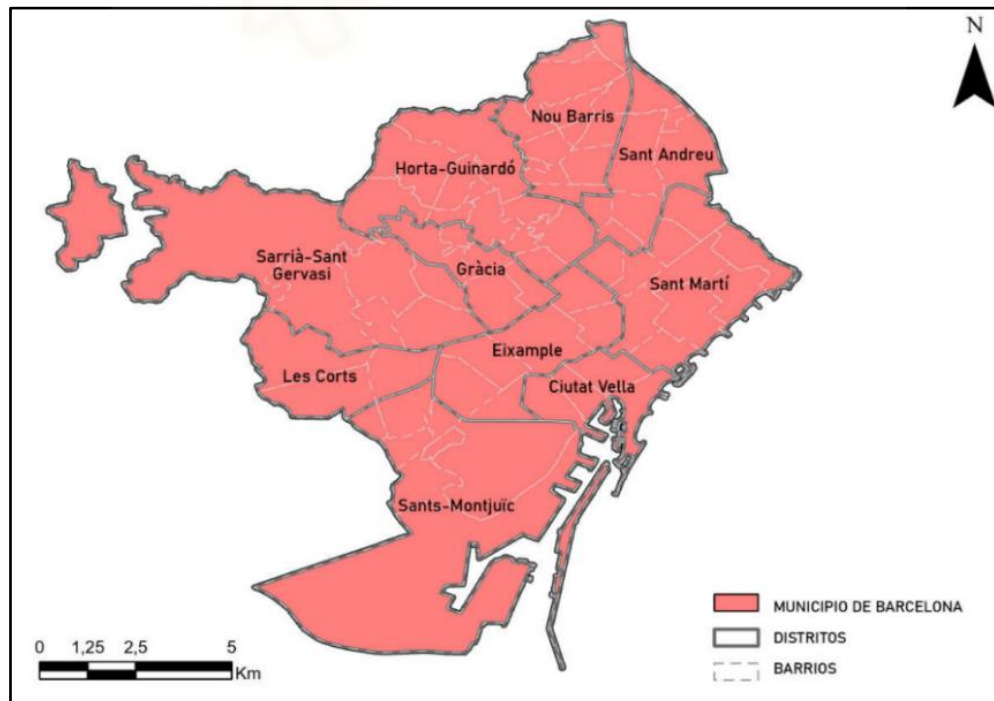 N
Nou Barris
Sant Andreu
Horta-Guinardó
Sarrià-Sant
Gervasi
Gràcia
Sant Martí
Eixample
Les Corts
Ciutat Vella
Sants-Montjuïc
MUNICIPIO DE BARCELONA
DISTRITOS
BARRIOS
0 1,25 2,5 5
Km